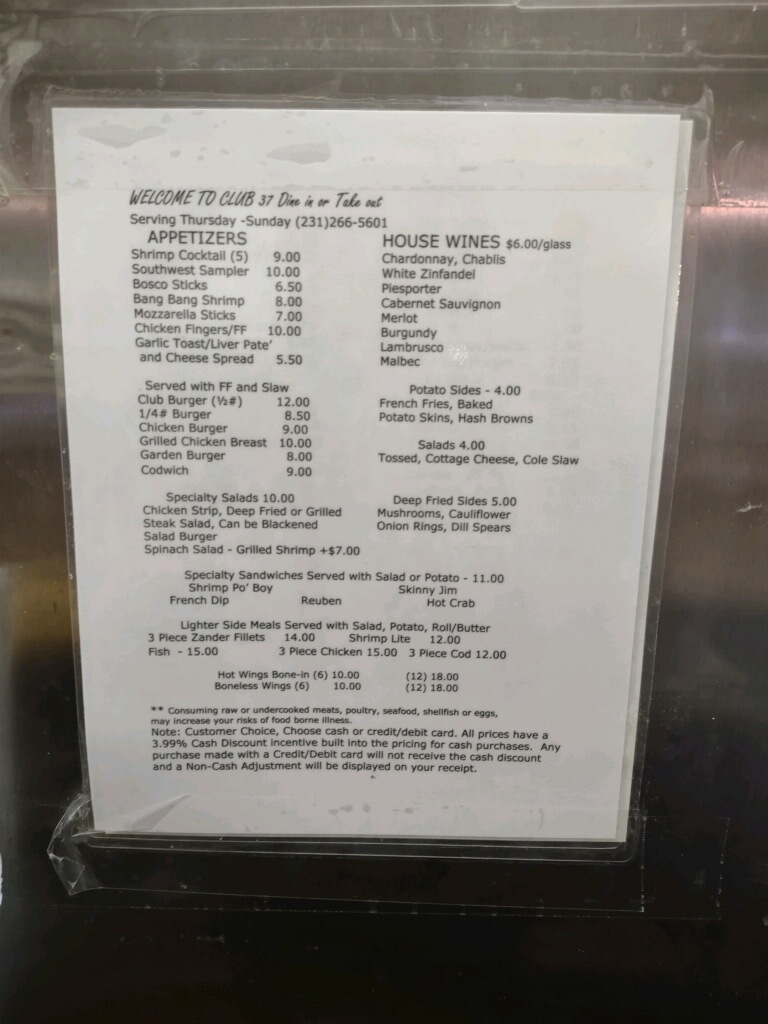 WELCOME TO CLUB 37 Dine in or Take out
Serving Thursday -Sunday (231)266-5601
APPETIZERS
Shrimp Cocktail (5) 9.00
Southwest Sampler 10.00
Bosco Sticks 6.50
Bang Bang Shrimp 8.00
Mozzarella Sticks 7.00
Chicken Fingers/FF 10.00
Garlic Toast/Liver Pate'
and Cheese Spread 5.50
Served with FF and Slaw
Club Burger (½#) 12.00
1/4# Burger 8.50
Chicken Burger 9.00
Grilled Chicken Breast 10.00
Garden Burger 8.00
Codwich 9.00
Specialty Salads 10.00
Chicken Strip, Deep Fried or Grilled
Steak Salad, Can be Blackened
Salad Burger
Spinach Salad - Grilled Shrimp +$7.00
HOUSE WINES $6.00/glass
Chardonnay, Chablis
White Zinfandel
Piesporter
Cabernet Sauvignon
Merlot
Burgundy
Lambrusco
Malbec
Potato Sides - 4.00
French Fries, Baked
Potato Skins, Hash Browns
Salads 4.00
Tossed, Cottage Cheese, Cole Slaw
Deep Fried Sides 5.00
Mushrooms, Cauliflower
Onion Rings, Dill Spears
Specialty Sandwiches Served with Salad or Potato - 11.00
Shrimp Po' Boy Skinny Jim
French Dip Reuben Hot Crab
Lighter Side Meals Served with Salad, Potato, Roll/Butter
3 Piece Zander Fillets 14.00 Shrimp Lite 12.00
Fish - 15.00 3 Piece Chicken 15.00 3 Piece Cod 12.00
Hot Wings Bone-in (6) 10.00 (12) 18.00
Boneless Wings (6) 10.00 (12) 18.00
** Consuming raw or undercooked meats, poultry, seafood, shellfish or eggs,
may increase your risks of food borne illness.
Note: Customer Choice, Choose cash or credit/debit card. All prices have a
3.99% Cash Discount incentive built into the pricing for cash purchases. Any
purchase made with a Credit/Debit card will not receive the cash discount
and a Non-Cash Adjustment will be displayed on your receipt.